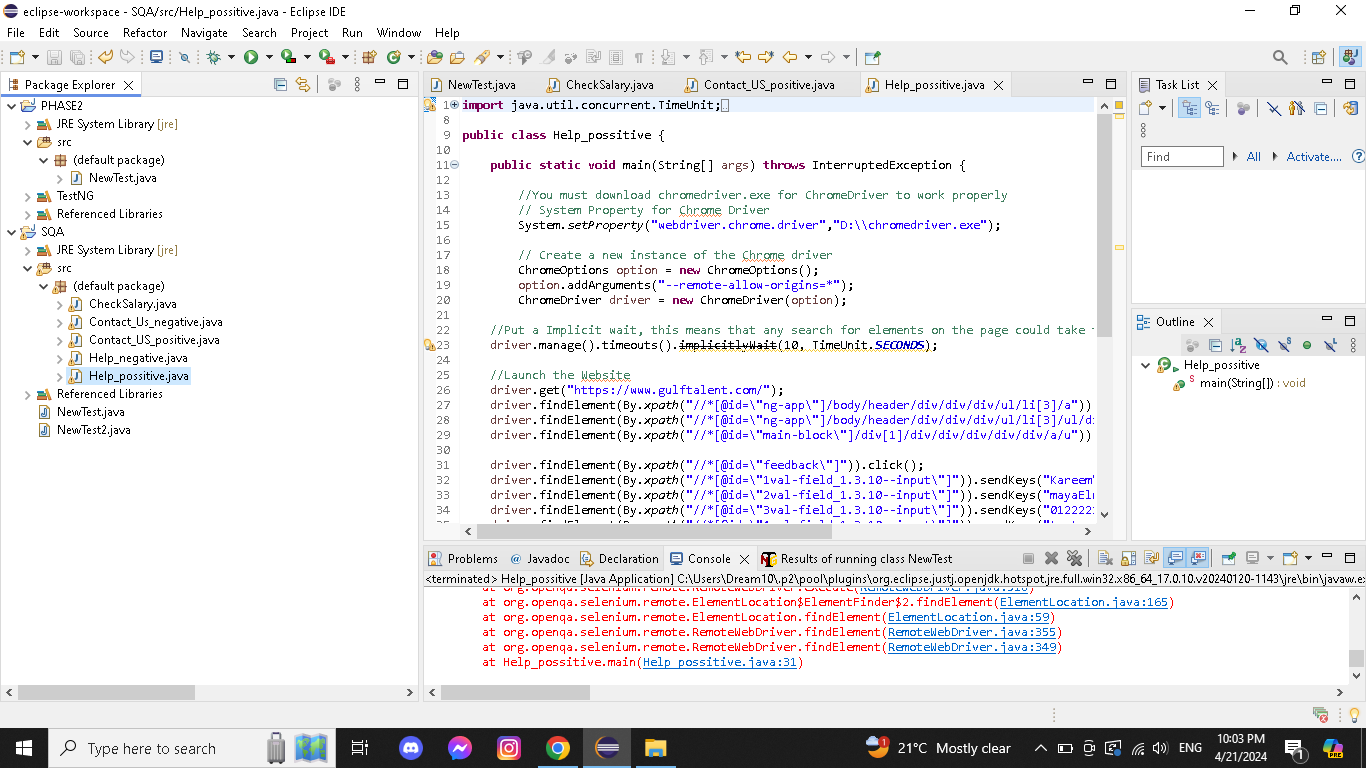 eclipse-workspace - SQA/src/Help_possitive.java - Eclipse IDE
File Edit Source Refactor Navigate Search Project Run Window Help
Package Explorer
PHASE2
JRE System Library [jre]
src
(default package)
NewTest.java
TestNG
Referenced Libraries
SQA
JRE System Library [jre]
src
(default package)
CheckSalary.java
Contact_Us_negative.java
Contact_US_positive.java
Help_negative.java
Help_possitive.java
Referenced Libraries
NewTest.java
NewTest2.java
NewTest.java CheckSalary.java Contact_US_positive.java Help_possitive.java
1 import java.util.concurrent.TimeUnit;
8
9 public class Help_possitive {
10
11 public static void main(String[] args) throws InterruptedException {
12
13 //You must download chromedriver.exe for ChromeDriver to work properly
14 // System Property for Chrome Driver
15 System.setProperty("webdriver.chrome.driver","D:\\chromedriver.exe");
16
17 // Create a new instance of the Chrome driver
18 ChromeOptions option = new ChromeOptions();
19 option.addArguments("--remote-allow-origins=*");
20 ChromeDriver driver = new ChromeDriver(option);
21
22 //Put a Implicit wait, this means that any search for elements on the page could take
23 driver.manage().timeouts().implicitlyWait(10, TimeUnit.SECONDS);
24
25 //Launch the Website
26 driver.get("https://www.gulftalent.com/");
27 driver.findElement(By.xpath("//*[@id=\"ng-app\"]/body/header/div/div/div/ul/li[3]/a"))
28 driver.findElement(By.xpath("//*[@id=\"ng-app\"]/body/header/div/div/div/ul/li[3]/ul/d
29 driver.findElement(By.xpath("//*[@id=\"main-block\"]/div[1]/div/div/div/div/div/a/u"))
30
31 driver.findElement(By.xpath("//*[@id=\"feedback\"]")).click();
32 driver.findElement(By.xpath("//*[@id=\"1val-field_1.3.10--input\"]")).sendKeys("Kareem
33 driver.findElement(By.xpath("//*[@id=\"2val-field_1.3.10--input\"]")).sendKeys("mayaEl
34 driver.findElement(By.xpath("//*[@id=\"3val-field_1.3.10--input\"]")).sendKeys("012222
Task List
Find All Activate....
Outline
Help_possitive
main(String[]) : void
Problems Javadoc Declaration Console Results of running class NewTest
<terminated> Help_possitive [Java Application] C:\Users\Dream10\.p2\pool\plugins\org.eclipse.justj.openjdk.hotspot.jre.full.win32.x86_64_17.0.10.v20240120-1143\jre\bin\javaw.ex
at org.openqa.selenium.remote.ElementLocation$ElementFinder$2.findElement(ElementLocation.java:165)
at org.openqa.selenium.remote.ElementLocation.findElement(ElementLocation.java:59)
at org.openqa.selenium.remote.RemoteWebDriver.findElement(RemoteWebDriver.java:355)
at org.openqa.selenium.remote.RemoteWebDriver.findElement(RemoteWebDriver.java:349)
at Help_possitive.main(Help_possitive.java:31)
Type here to search
21°C Mostly clear
ENG
10:03 PM
4/21/2024